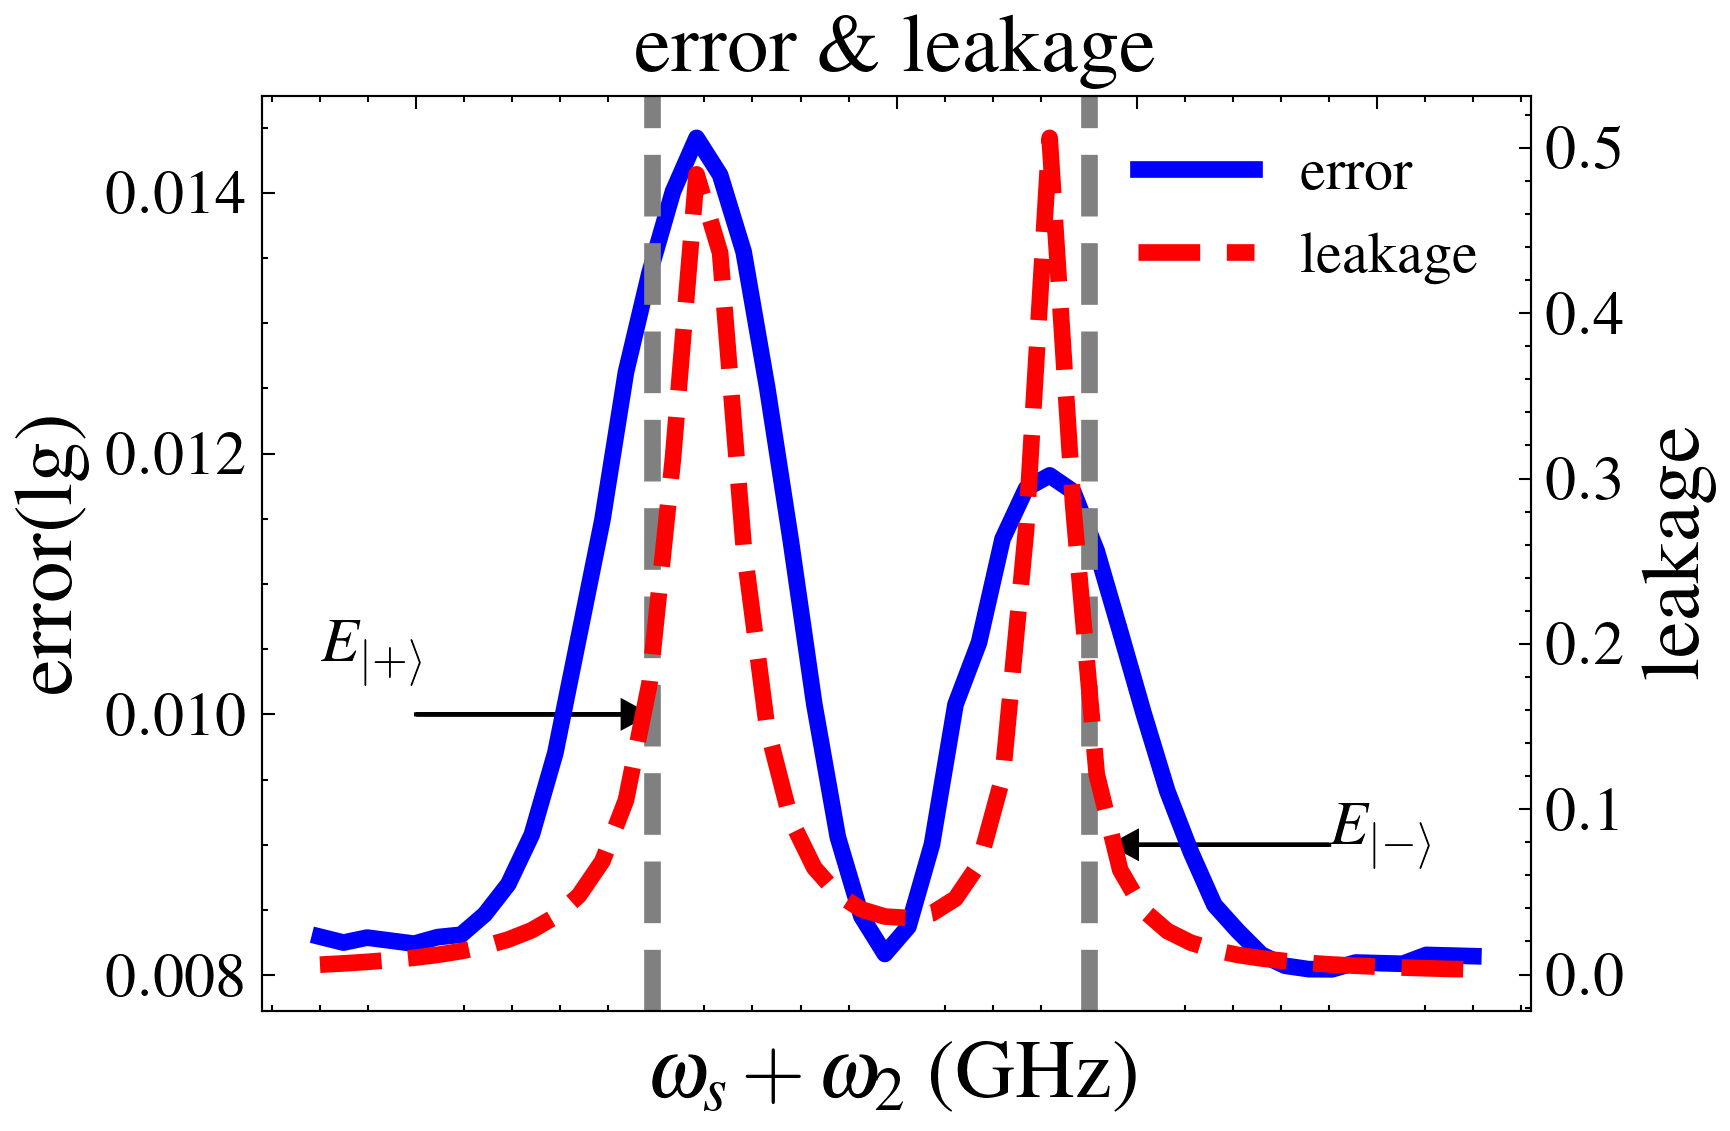 error & leakage
error(lg)
0.014
0.012
0.010
0.008
E|+⟩
E|−⟩
error
leakage
0.5
0.4
0.3
0.2
0.1
0.0
leakage
ωs + ω2 (GHz)